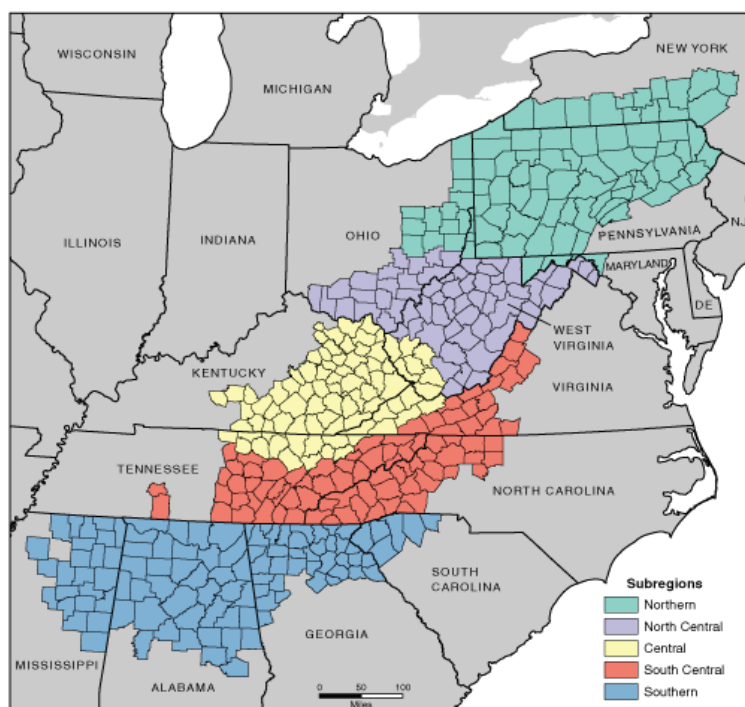 NEW YORK
WISCONSIN
MICHIGAN
OHIO
PENNSYLVANIA
NJ
ILLINOIS
INDIANA
MARYLAND
DE
WEST
VIRGINIA
KENTUCKY
VIRGINIA
TENNESSEE
NORTH CAROLINA
SOUTH
CAROLINA
GEORGIA
MISSISSIPPI
ALABAMA
Subregions
Northern
North Central
Central
South Central
Southern
0 50 100
Miles